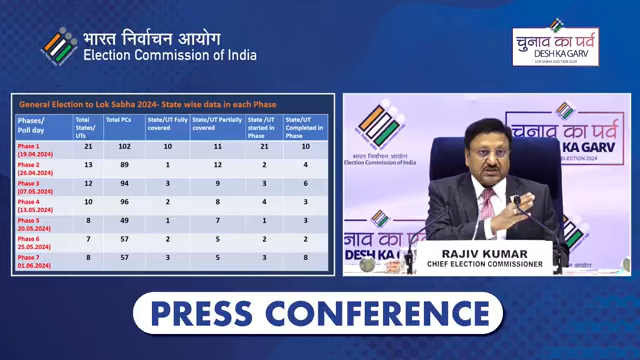 भारत निर्वाचन आयोग
Election Commission of India
चुनाव का पर्व
DESH KA GARV
LOK SABHA ELECTION 2024
General Election to Lok Sabha 2024- State wise data in each Phase
Phases/ Poll day | Total States/ UTs | Total PCs | State/UT Fully covered | State/UT Partially covered | State /UT started in Phase | State/UT Completed in Phase
Phase 1 (19.04.2024) | 21 | 102 | 10 | 11 | 21 | 10
Phase 2 (26.04.2024) | 13 | 89 | 1 | 12 | 2 | 4
Phase 3 (07.05.2024) | 12 | 94 | 3 | 9 | 3 | 6
Phase 4 (13.05.2024) | 10 | 96 | 2 | 8 | 4 | 3
Phase 5 20.05.2024) | 8 | 49 | 1 | 7 | 1 | 3
Phase 6 25.05.2024) | 7 | 57 | 2 | 5 | 2 | 2
Phase 7 01.06.2024) | 8 | 57 | 3 | 5 | 3 | 8
भारत निर्वाचन आयोग
Election Commission of India
चुनाव का पर्व
H KA GARV
ELECTION 2024
चुनाव का पर्व
DESH KA GARV
RAJIV KUMAR
CHIEF ELECTION COMMISSIONER
PRESS CONFERENCE